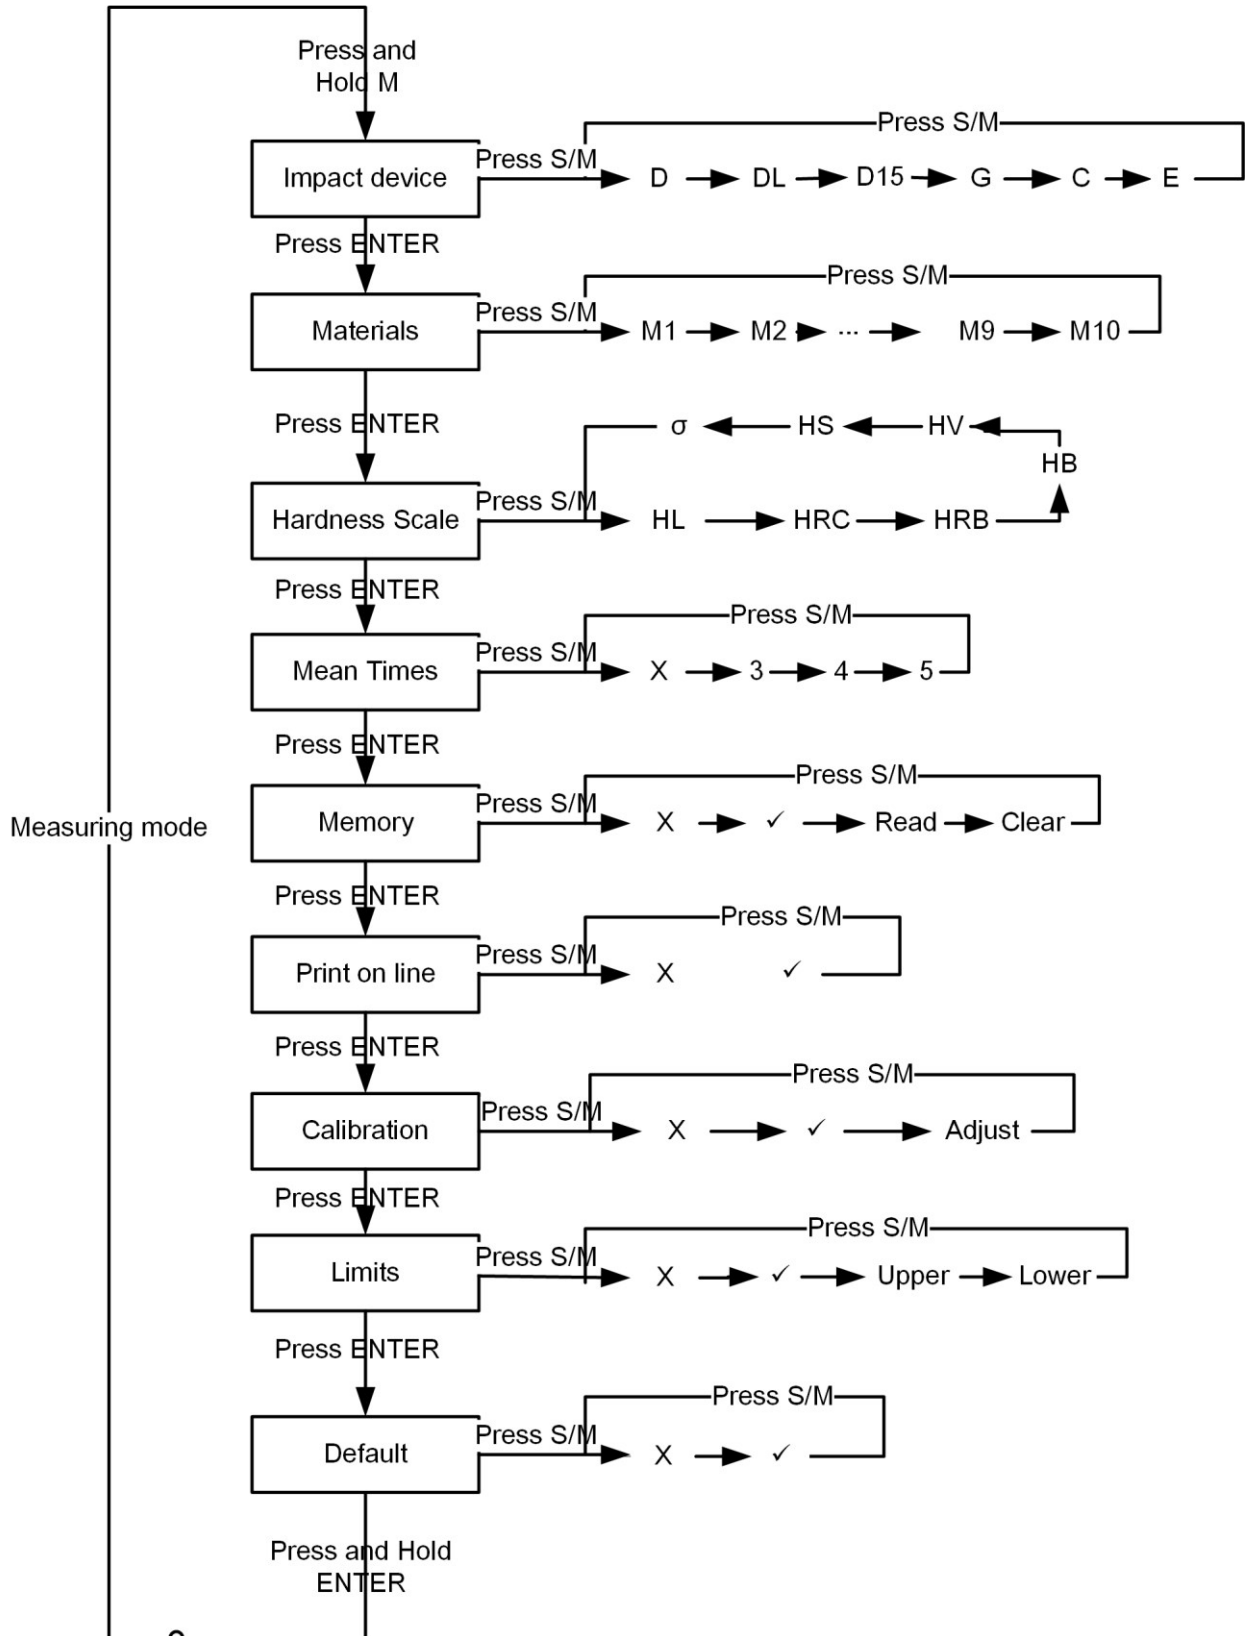 Press and
Hold M
Press S/M
Impact device
Press S/M
D
DL
D15
G
C
E
Press ENTER
Press S/M
Materials
Press S/M
M1
M2
...
M9
M10
Press ENTER
σ
HS
HV
HB
Hardness Scale
Press S/M
HL
HRC
HRB
Press ENTER
Press S/M
Mean Times
Press S/M
X
3
4
5
Press ENTER
Press S/M
Measuring mode
Memory
Press S/M
X
✓
Read
Clear
Press ENTER
Press S/M
Print on line
Press S/M
X
✓
Press ENTER
Press S/M
Calibration
Press S/M
X
✓
Adjust
Press ENTER
Press S/M
Limits
Press S/M
X
✓
Upper
Lower
Press ENTER
Press S/M
Default
Press S/M
X
✓
Press and Hold
ENTER